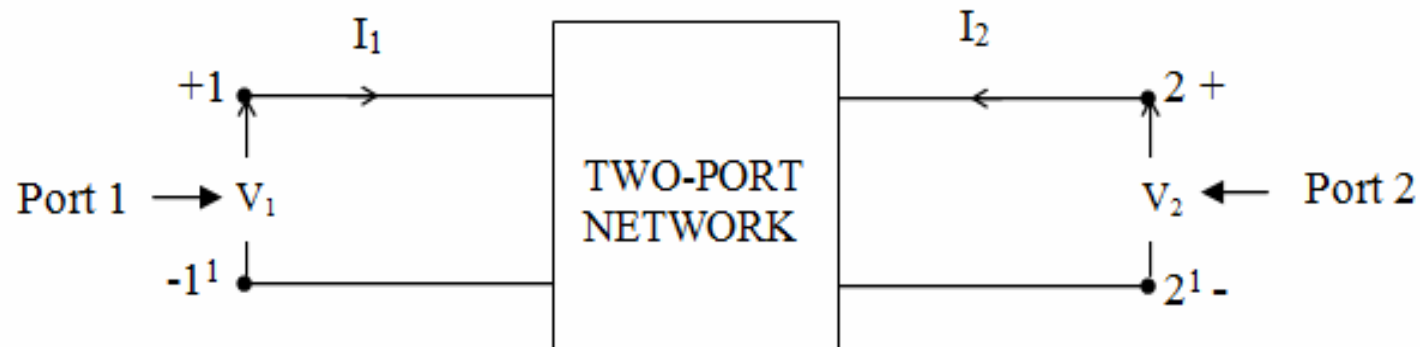 I₁ I₂
+1 2 +
TWO-PORT
Port 1 V₁ V₂ Port 2
NETWORK
-1¹ 2¹ -